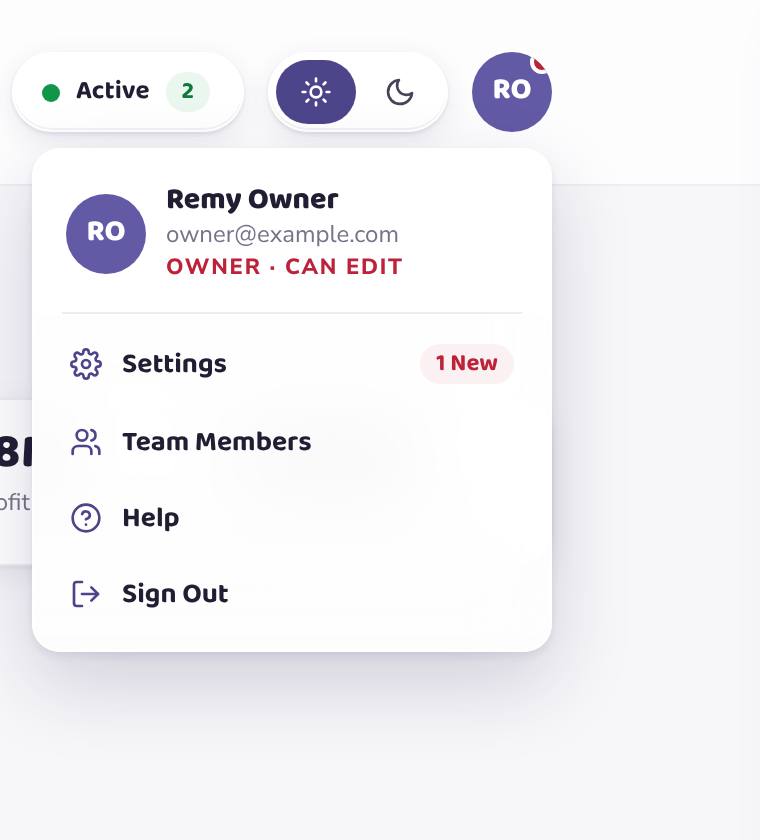 Active 2
RO
RO
Remy Owner
owner@example.com
OWNER · CAN EDIT
Settings 1 New
Team Members
Help
Sign Out